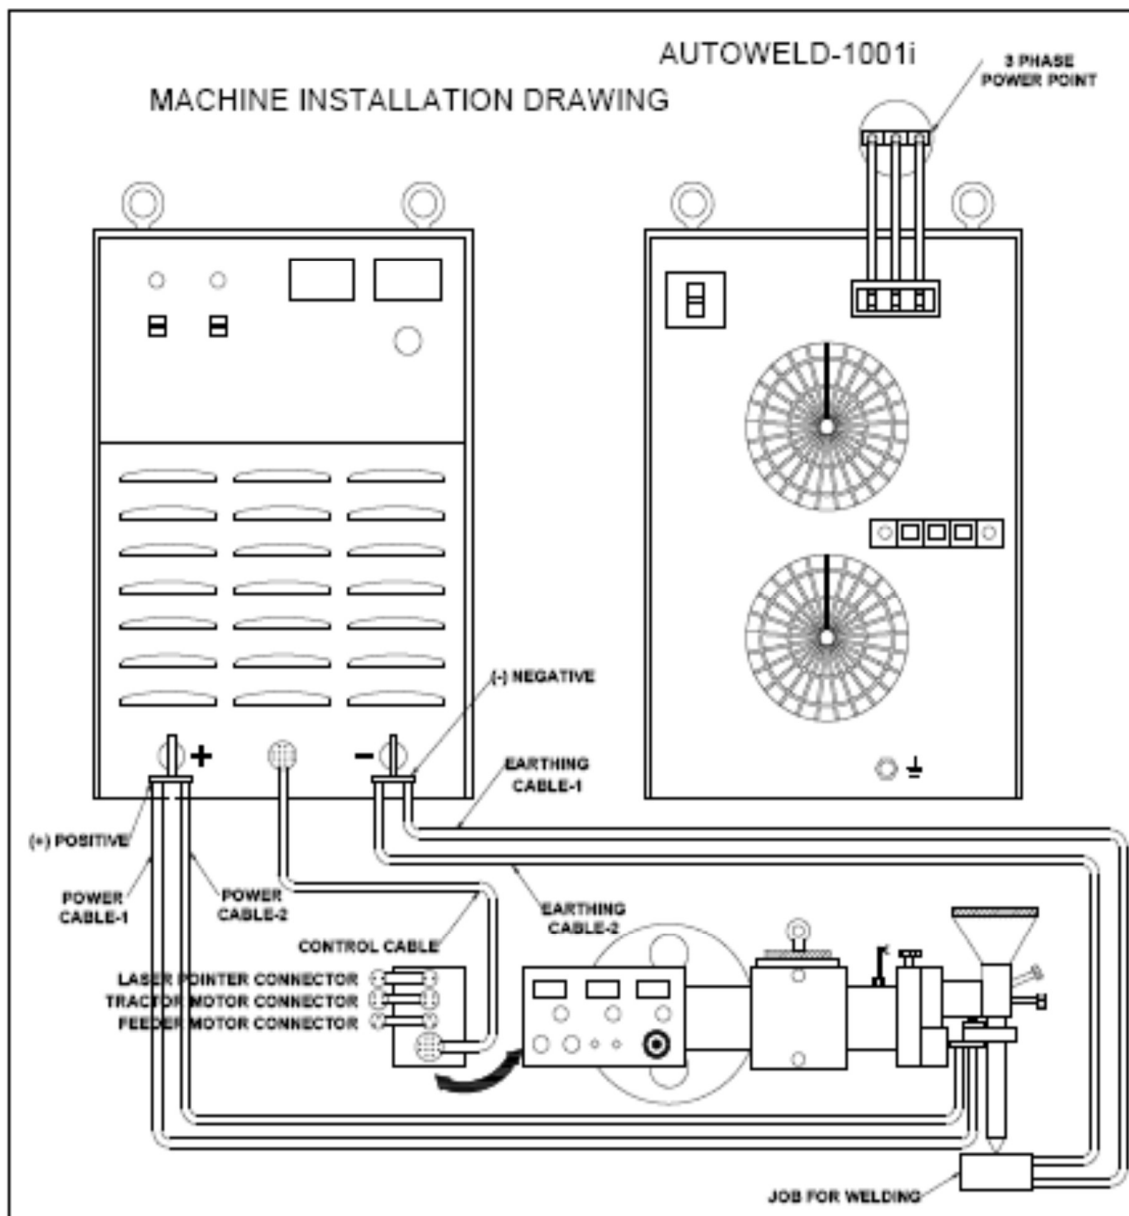 AUTOWELD-1001i
3 PHASE
POWER POINT
MACHINE INSTALLATION DRAWING
(-) NEGATIVE
+
-
EARTHING
CABLE-1
(+) POSITIVE
POWER
CABLE-1
POWER
CABLE-2
EARTHING
CABLE-2
CONTROL CABLE
LASER POINTER CONNECTOR
TRACTOR MOTOR CONNECTOR
FEEDER MOTOR CONNECTOR
JOB FOR WELDING